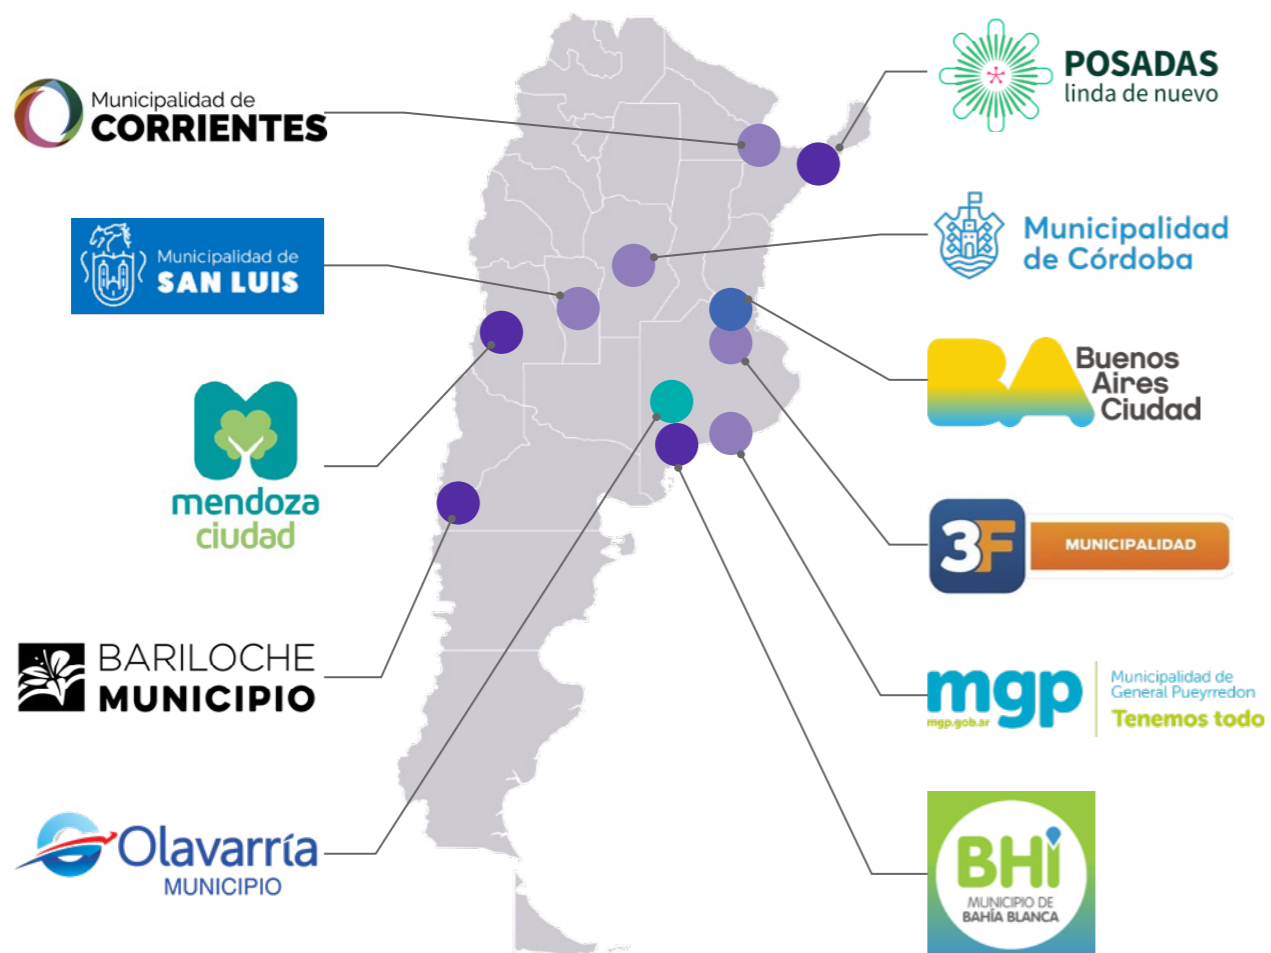 Municipalidad de
CORRIENTES
Municipalidad de
SAN LUIS
mendoza
ciudad
BARILOCHE
MUNICIPIO
Olavarría
MUNICIPIO
POSADAS
linda de nuevo
Municipalidad
de Córdoba
BA
Buenos
Aires
Ciudad
3F
MUNICIPALIDAD
mgp
mgp.gob.ar
Municipalidad de
General Pueyrredon
Tenemos todo
BHi
MUNICIPIO DE
BAHÍA BLANCA